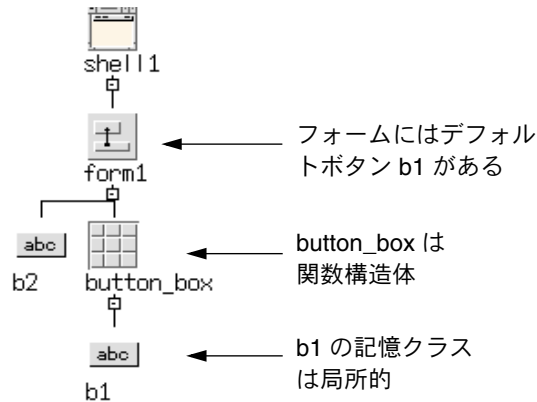 shell1
form1
フォームにはデフォル
トボタン b1 がある
abc
b2
button_box
button_box は
関数構造体
abc
b1
b1 の記憶クラス
は局所的